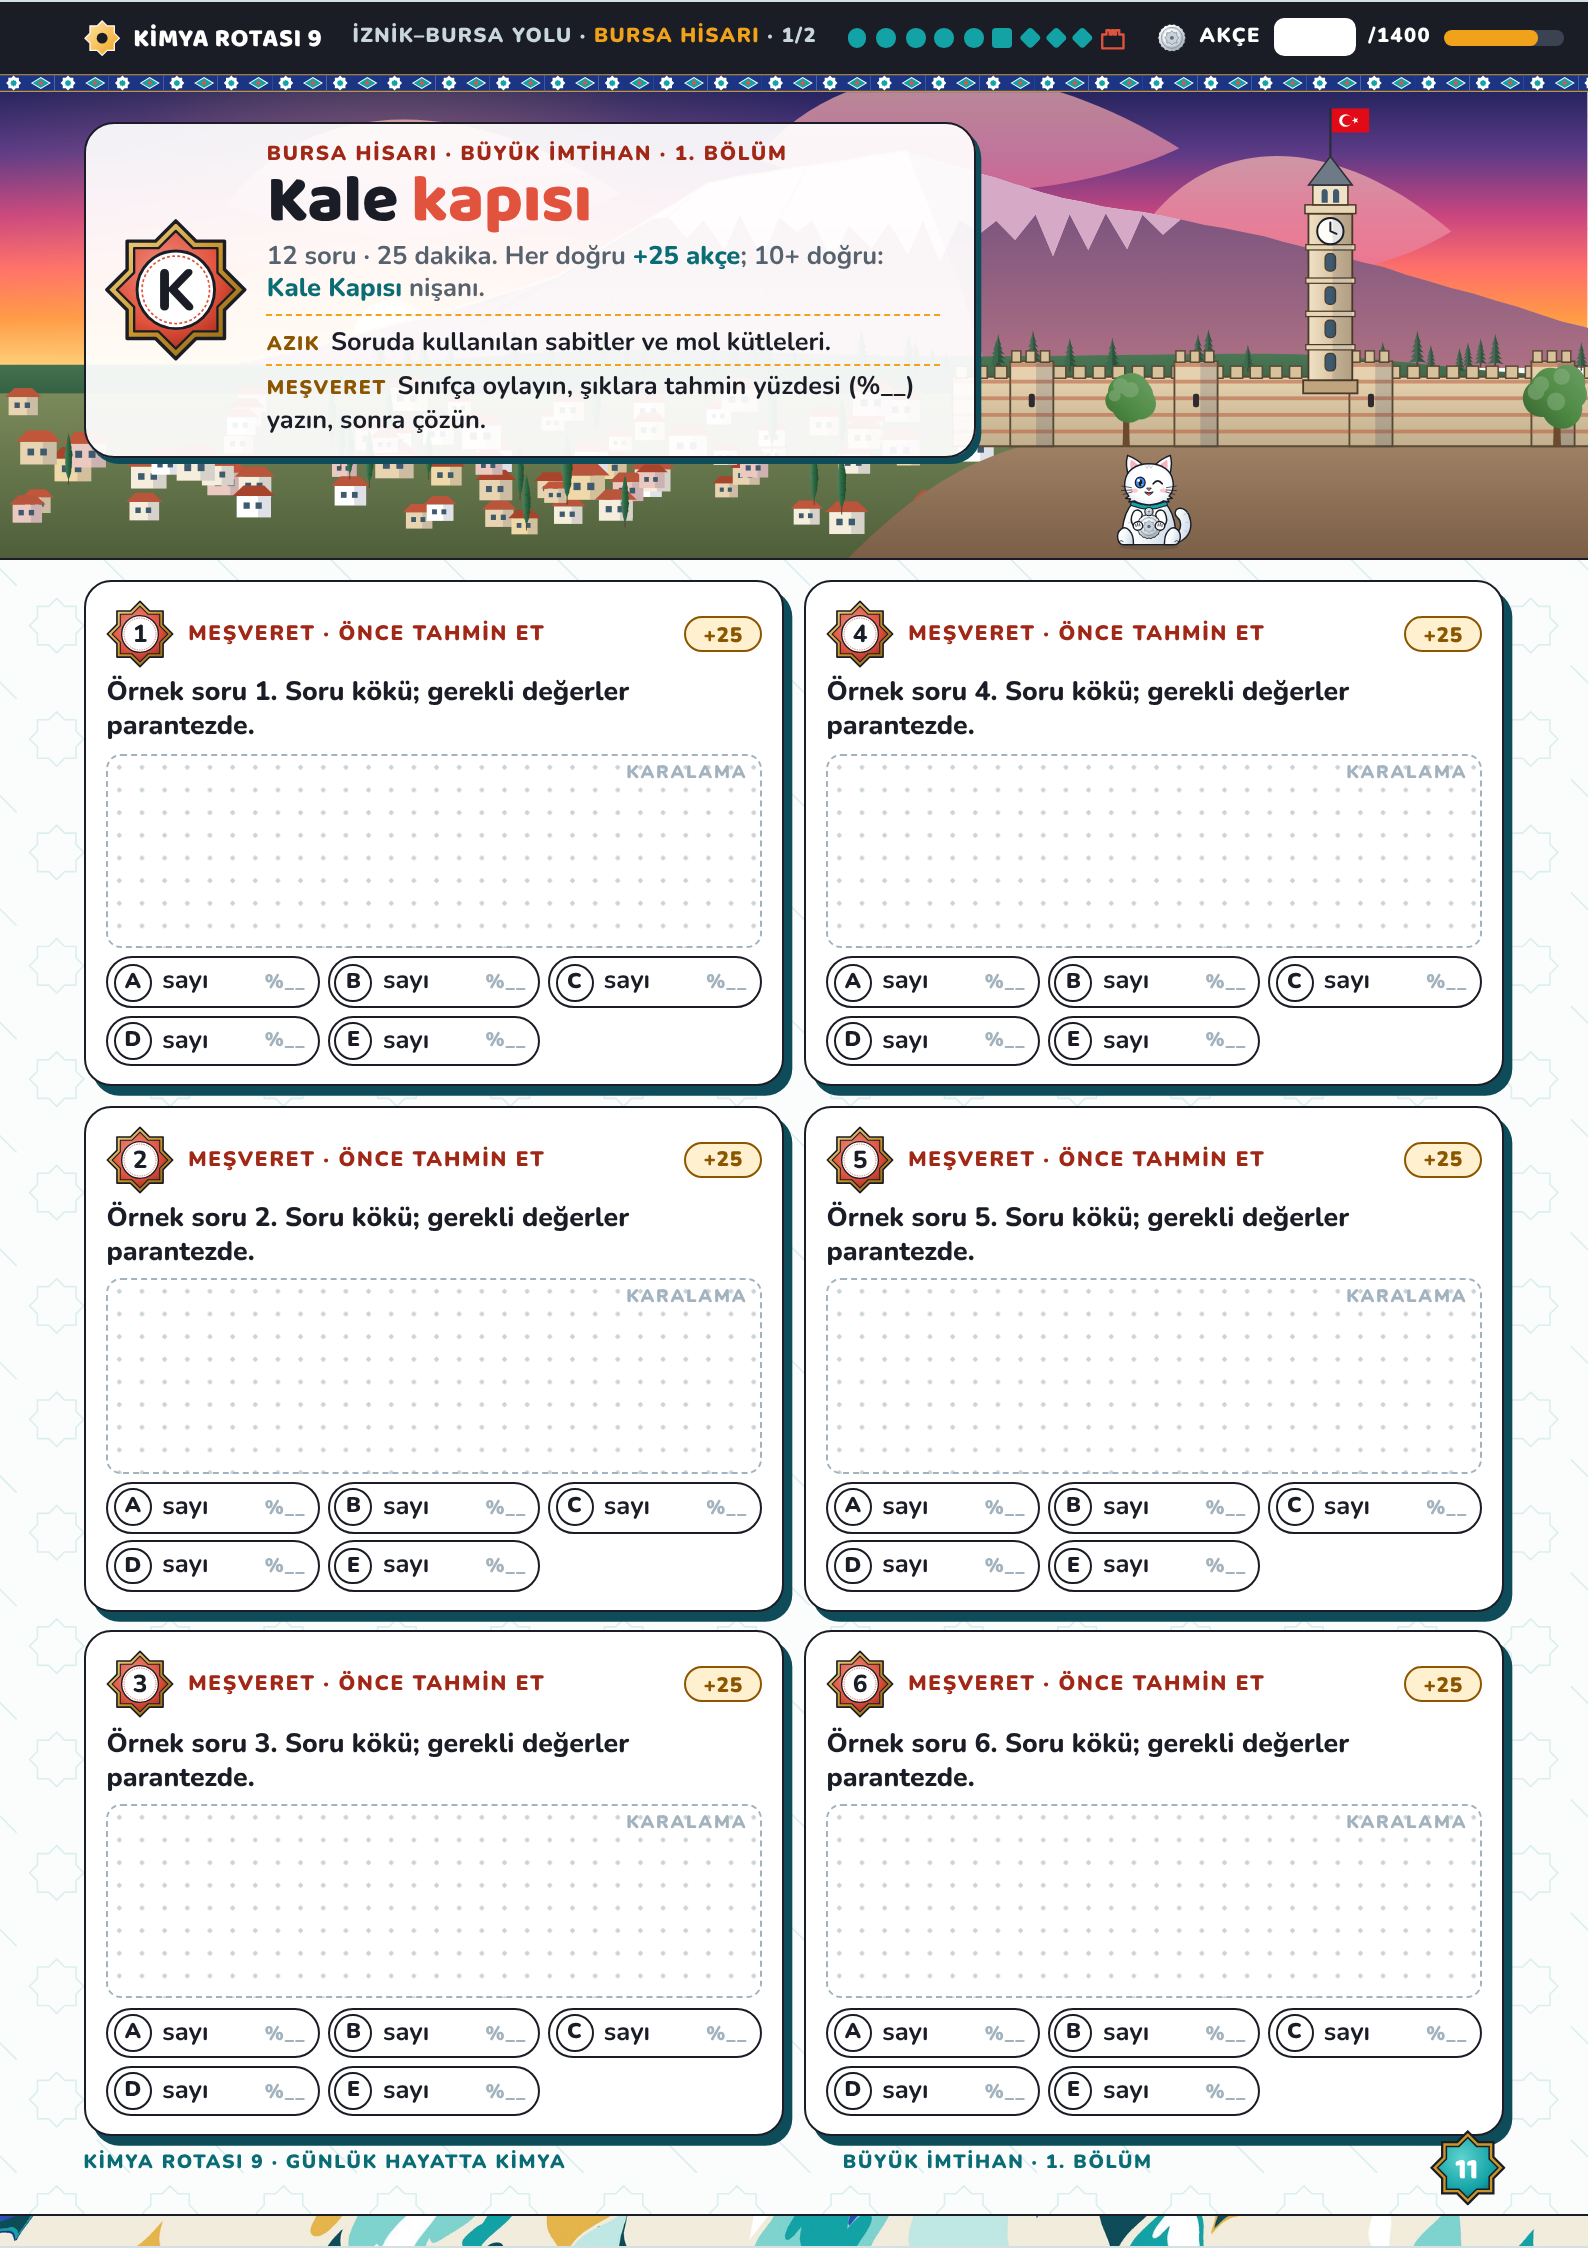 KİMYA ROTASI 9 İZNİK–BURSA YOLU · BURSA HİSARI · 1/2 AKÇE /1400
BURSA HİSARI · BÜYÜK İMTİHAN · 1. BÖLÜM
Kale kapısı
12 soru · 25 dakika. Her doğru +25 akçe; 10+ doğru:
Kale Kapısı nişanı.
K
AZIK Soruda kullanılan sabitler ve mol kütleleri.
MEŞVERET Sınıfça oylayın, şıklara tahmin yüzdesi (%__)
yazın, sonra çözün.
1 MEŞVERET · ÖNCE TAHMİN ET +25
Örnek soru 1. Soru kökü; gerekli değerler
parantezde.
KARALAMA
A sayı %__ B sayı %__ C sayı %__
D sayı %__ E sayı %__
2 MEŞVERET · ÖNCE TAHMİN ET +25
Örnek soru 2. Soru kökü; gerekli değerler
parantezde.
KARALAMA
A sayı %__ B sayı %__ C sayı %__
D sayı %__ E sayı %__
3 MEŞVERET · ÖNCE TAHMİN ET +25
Örnek soru 3. Soru kökü; gerekli değerler
parantezde.
KARALAMA
A sayı %__ B sayı %__ C sayı %__
D sayı %__ E sayı %__
4 MEŞVERET · ÖNCE TAHMİN ET +25
Örnek soru 4. Soru kökü; gerekli değerler
parantezde.
KARALAMA
A sayı %__ B sayı %__ C sayı %__
D sayı %__ E sayı %__
5 MEŞVERET · ÖNCE TAHMİN ET +25
Örnek soru 5. Soru kökü; gerekli değerler
parantezde.
KARALAMA
A sayı %__ B sayı %__ C sayı %__
D sayı %__ E sayı %__
6 MEŞVERET · ÖNCE TAHMİN ET +25
Örnek soru 6. Soru kökü; gerekli değerler
parantezde.
KARALAMA
A sayı %__ B sayı %__ C sayı %__
D sayı %__ E sayı %__
KİMYA ROTASI 9 · GÜNLÜK HAYATTA KİMYA BÜYÜK İMTİHAN · 1. BÖLÜM 11